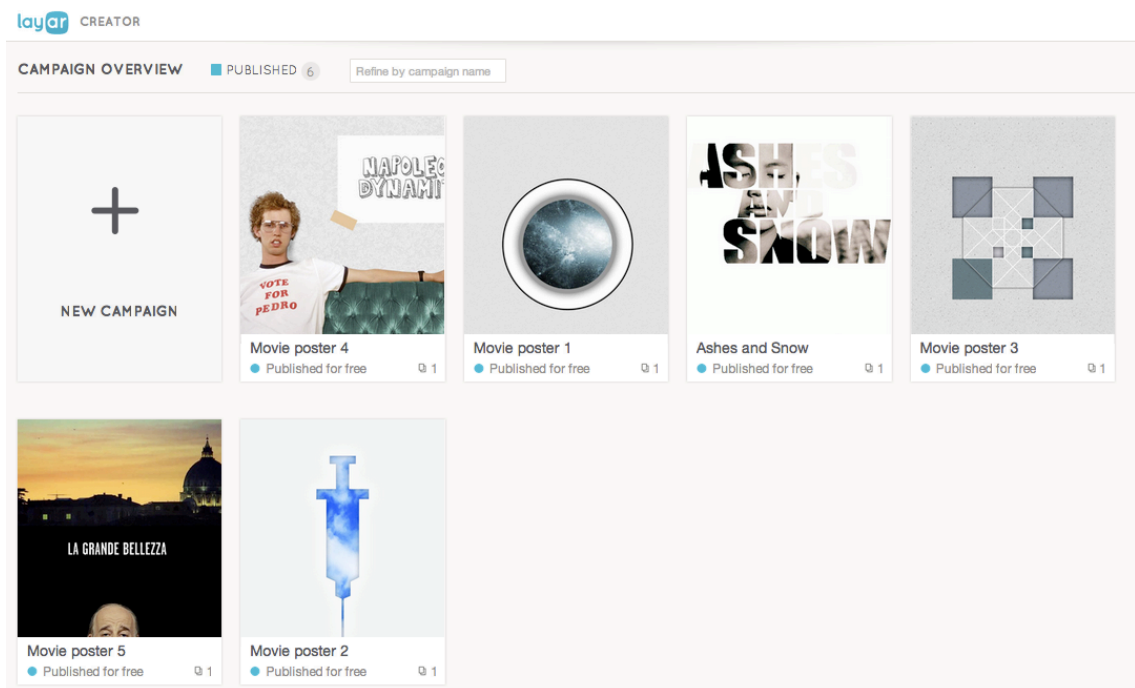 layar CREATOR
CAMPAIGN OVERVIEW PUBLISHED 6 Refine by campaign name
NEW CAMPAIGN
NAPOLEO
DYNAMI
VOTE
FOR
PEDRO
Movie poster 4
Published for free 1
Movie poster 1
Published for free 1
ASHES
AND
SNOW
Ashes and Snow
Published for free 1
Movie poster 3
Published for free 1
LA GRANDE BELLEZZA
Movie poster 5
Published for free 1
Movie poster 2
Published for free 1